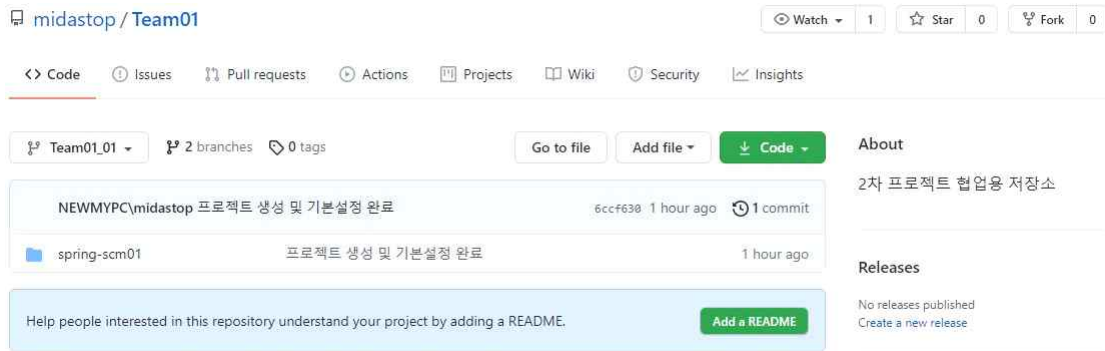 midastop / Team01
Watch 1 Star 0 Fork 0
Code Issues Pull requests Actions Projects Wiki Security Insights
Team01_01 2 branches 0 tags Go to file Add file Code
About
2차 프로젝트 협업용 저장소
NEWMYPC\midastop 프로젝트 생성 및 기본설정 완료 6ccf630 1 hour ago 1 commit
spring-scm01 프로젝트 생성 및 기본설정 완료 1 hour ago
Releases
No releases published
Create a new release
Help people interested in this repository understand your project by adding a README. Add a README